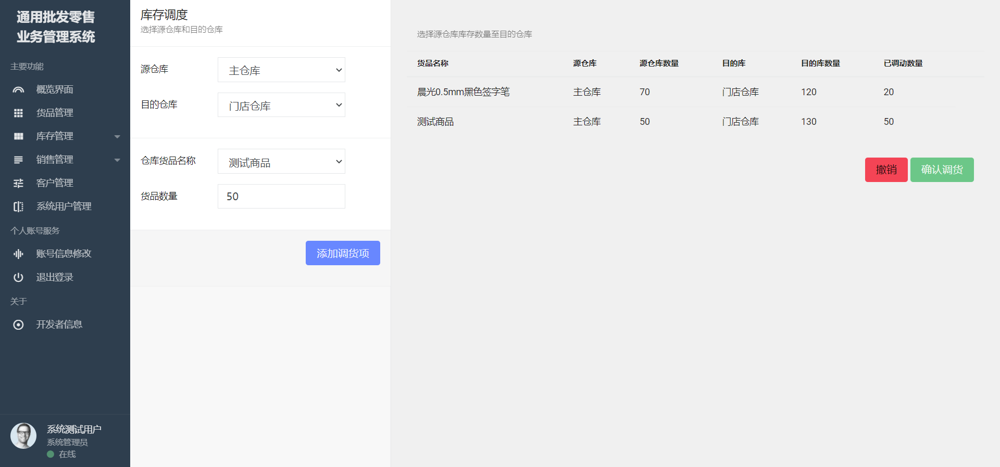 通用批发零售
业务管理系统
主要功能
概览界面
货品管理
库存管理
销售管理
客户管理
系统用户管理
个人账号服务
账号信息修改
退出登录
关于
开发者信息
系统测试用户
系统管理员
在线
库存调度
选择源仓库和目的仓库
源仓库 主仓库
目的仓库 门店仓库
仓库货品名称 测试商品
货品数量 50
添加调货项
选择源仓库库存数量至目的仓库
货品名称 源仓库 源仓库数量 目的库 目的库数量 已调动数量
晨光0.5mm黑色签字笔 主仓库 70 门店仓库 120 20
测试商品 主仓库 50 门店仓库 130 50
撤销 确认调货